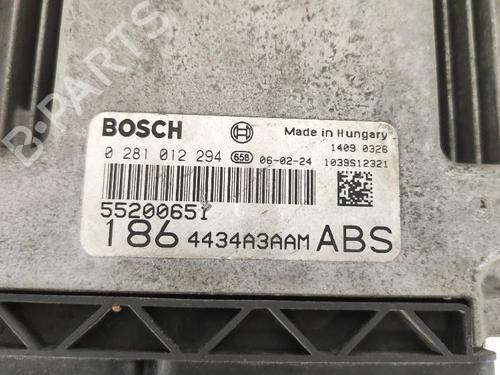 B-PARTS
BOSCH
Made in Hungary
1409 0326
0 281 012 294 658 06-02-24 1039S12321
55200651
186 4434A3AAM ABS